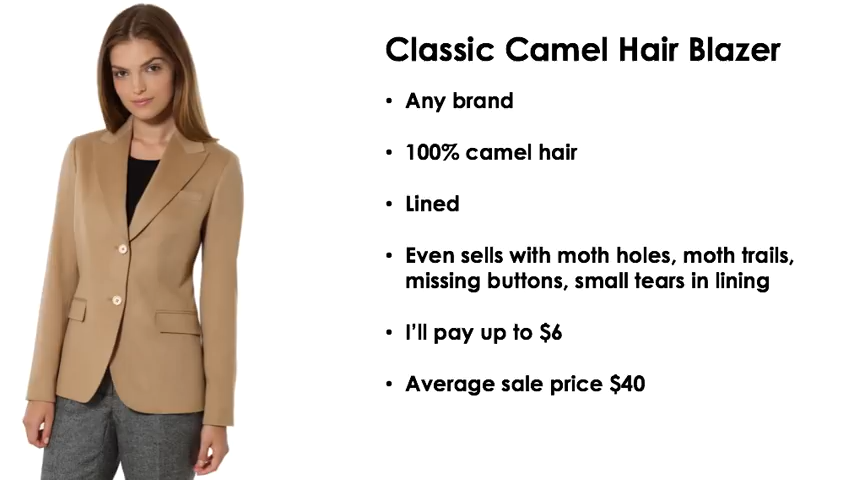 Classic Camel Hair Blazer
• Any brand
• 100% camel hair
• Lined
• Even sells with moth holes, moth trails,
missing buttons, small tears in lining
• I'll pay up to $6
• Average sale price $40